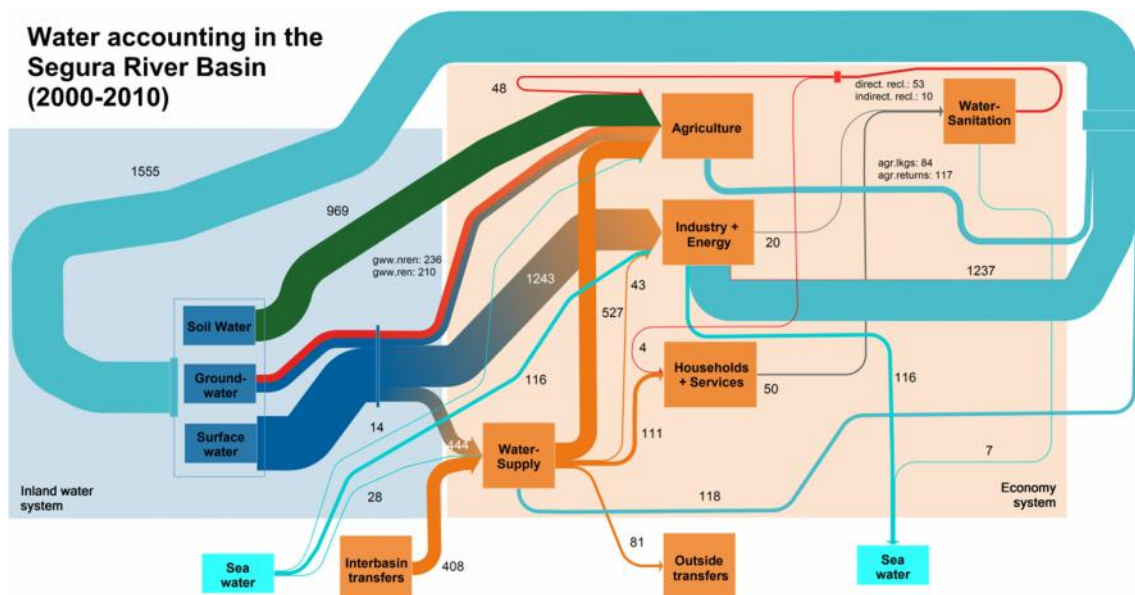 Water accounting in the
Segura River Basin
(2000-2010)
48
direct. recl.: 53
indirect. recl.: 10
Water-
Sanitation
Agriculture
1555
agr.lkgs: 84
agr.returns: 117
969
Industry +
Energy
20
gww.nren: 236
gww.ren: 210
1243
1237
43
527
Soil Water
4
Households
+ Services
Ground-
water
116
50
116
14
111
Surface
water
444
Water-
Supply
7
Inland water
system
28
118
Economy
system
81
Sea
water
Interbasin
transfers
408
Outside
transfers
Sea
water